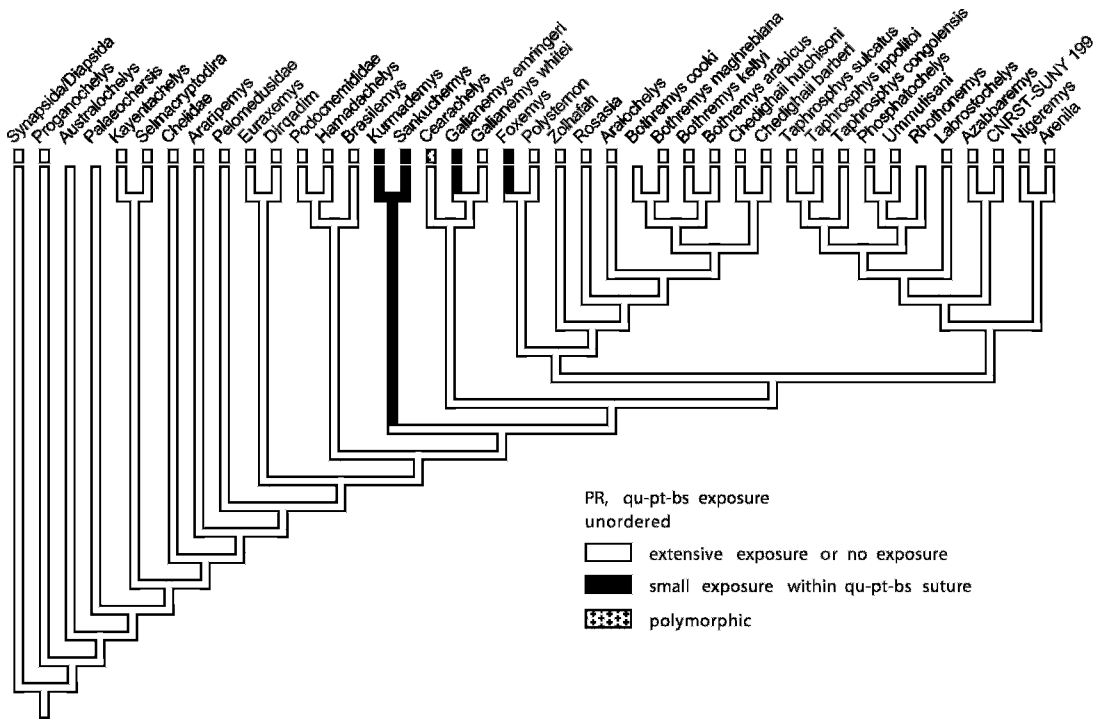 Synapsida/Diapsida
Proganochelys
Australochelys
Palaeochersis
Kayentachelys
Selmacryptodira
Chelidae
Araripemys
Pelomedusidae
Euraxemys
Dirqadim
Podocnemididae
Hamadachelys
Brasilemys
Kurmademys
Sankuchemys
Cearachelys
Galianemys emringeri
Galianemys whitei
Foxemys
Polysternon
Zolhafah
Rosasia
Araiochelys
Bothremys cooki
Bothremys maghrebiana
Bothremys kellyi
Bothremys arabicus
Chedighaii hutchisoni
Chedighaii barberi
Taphrosphys sulcatus
Taphrosphys ippolitoi
Taphrosphys congolensis
Phosphatochelys
Ummulisani
Rhothonemys
Labrostochelys
Azabbaremys
CNRST-SUNY 199
Nigeremys
Arenila
PR, qu-pt-bs exposure
unordered
extensive exposure or no exposure
small exposure within qu-pt-bs suture
polymorphic